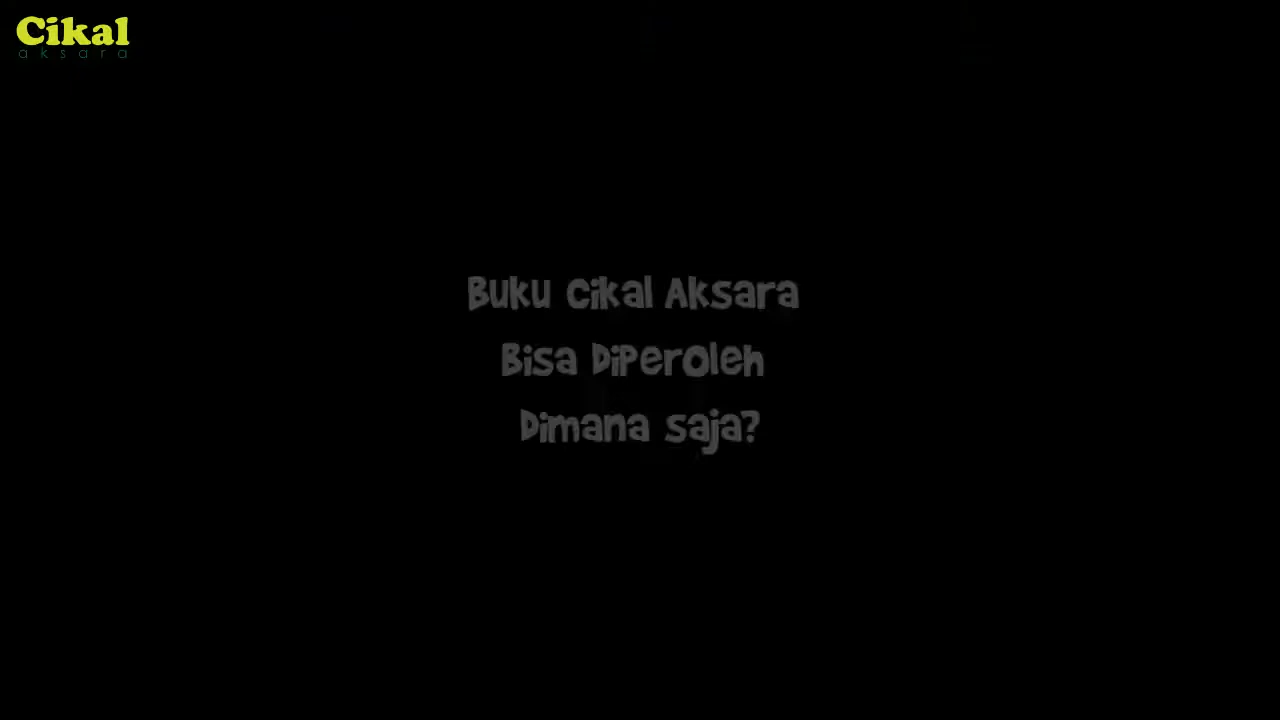 Cikal
aksara
Buku Cikal Aksara
Bisa Diperoleh
Dimana saja?